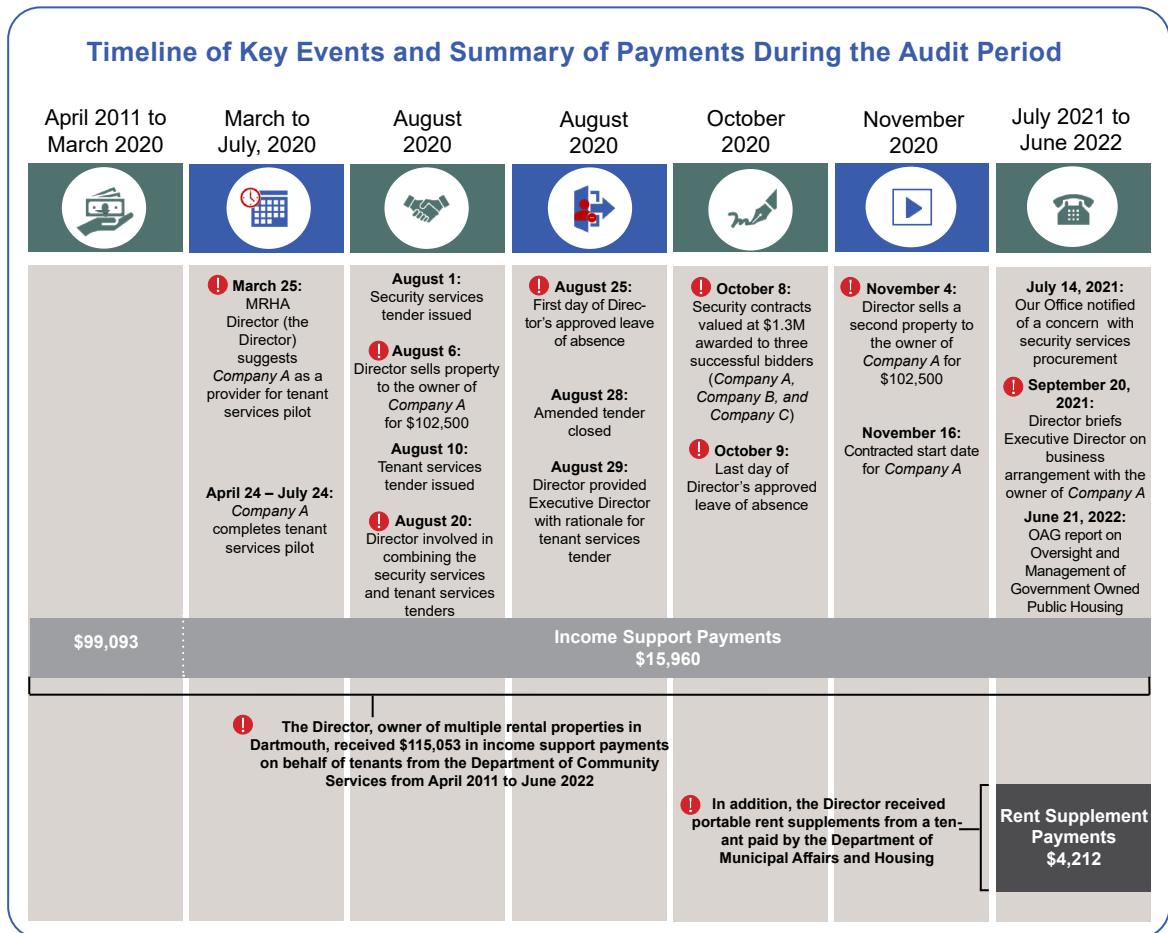 Timeline of Key Events and Summary of Payments During the Audit Period
April 2011 to
March 2020
March to
July, 2020
August
2020
August
2020
October
2020
November
2020
July 2021 to
June 2022
March 25:
MRHA
Director (the
Director)
suggests
Company A as a
provider for tenant
services pilot
April 24 – July 24:
Company A
completes tenant
services pilot
August 1:
Security services
tender issued
August 6:
Director sells property
to the owner of
Company A
for $102,500
August 10:
Tenant services
tender issued
August 20:
Director involved in
combining the
security services
and tenant services
tenders
August 25:
First day of Direc-
tor's approved leave
of absence
August 28:
Amended tender
closed
August 29:
Director provided
Executive Director
with rationale for
tenant services
tender
October 8:
Security contracts
valued at $1.3M
awarded to three
successful bidders
(Company A,
Company B, and
Company C)
October 9:
Last day of
Director's approved
leave of absence
November 4:
Director sells a
second property to
the owner of
Company A for
$102,500
November 16:
Contracted start date
for Company A
July 14, 2021:
Our Office notified
of a concern with
security services
procurement
September 20,
2021:
Director briefs
Executive Director on
business
arrangement with the
owner of Company A
June 21, 2022:
OAG report on
Oversight and
Management of
Government Owned
Public Housing
$99,093
Income Support Payments
$15,960
The Director, owner of multiple rental properties in
Dartmouth, received $115,053 in income support payments
on behalf of tenants from the Department of Community
Services from April 2011 to June 2022
In addition, the Director received
portable rent supplements from a ten-
ant paid by the Department of
Municipal Affairs and Housing
Rent Supplement
Payments
$4,212